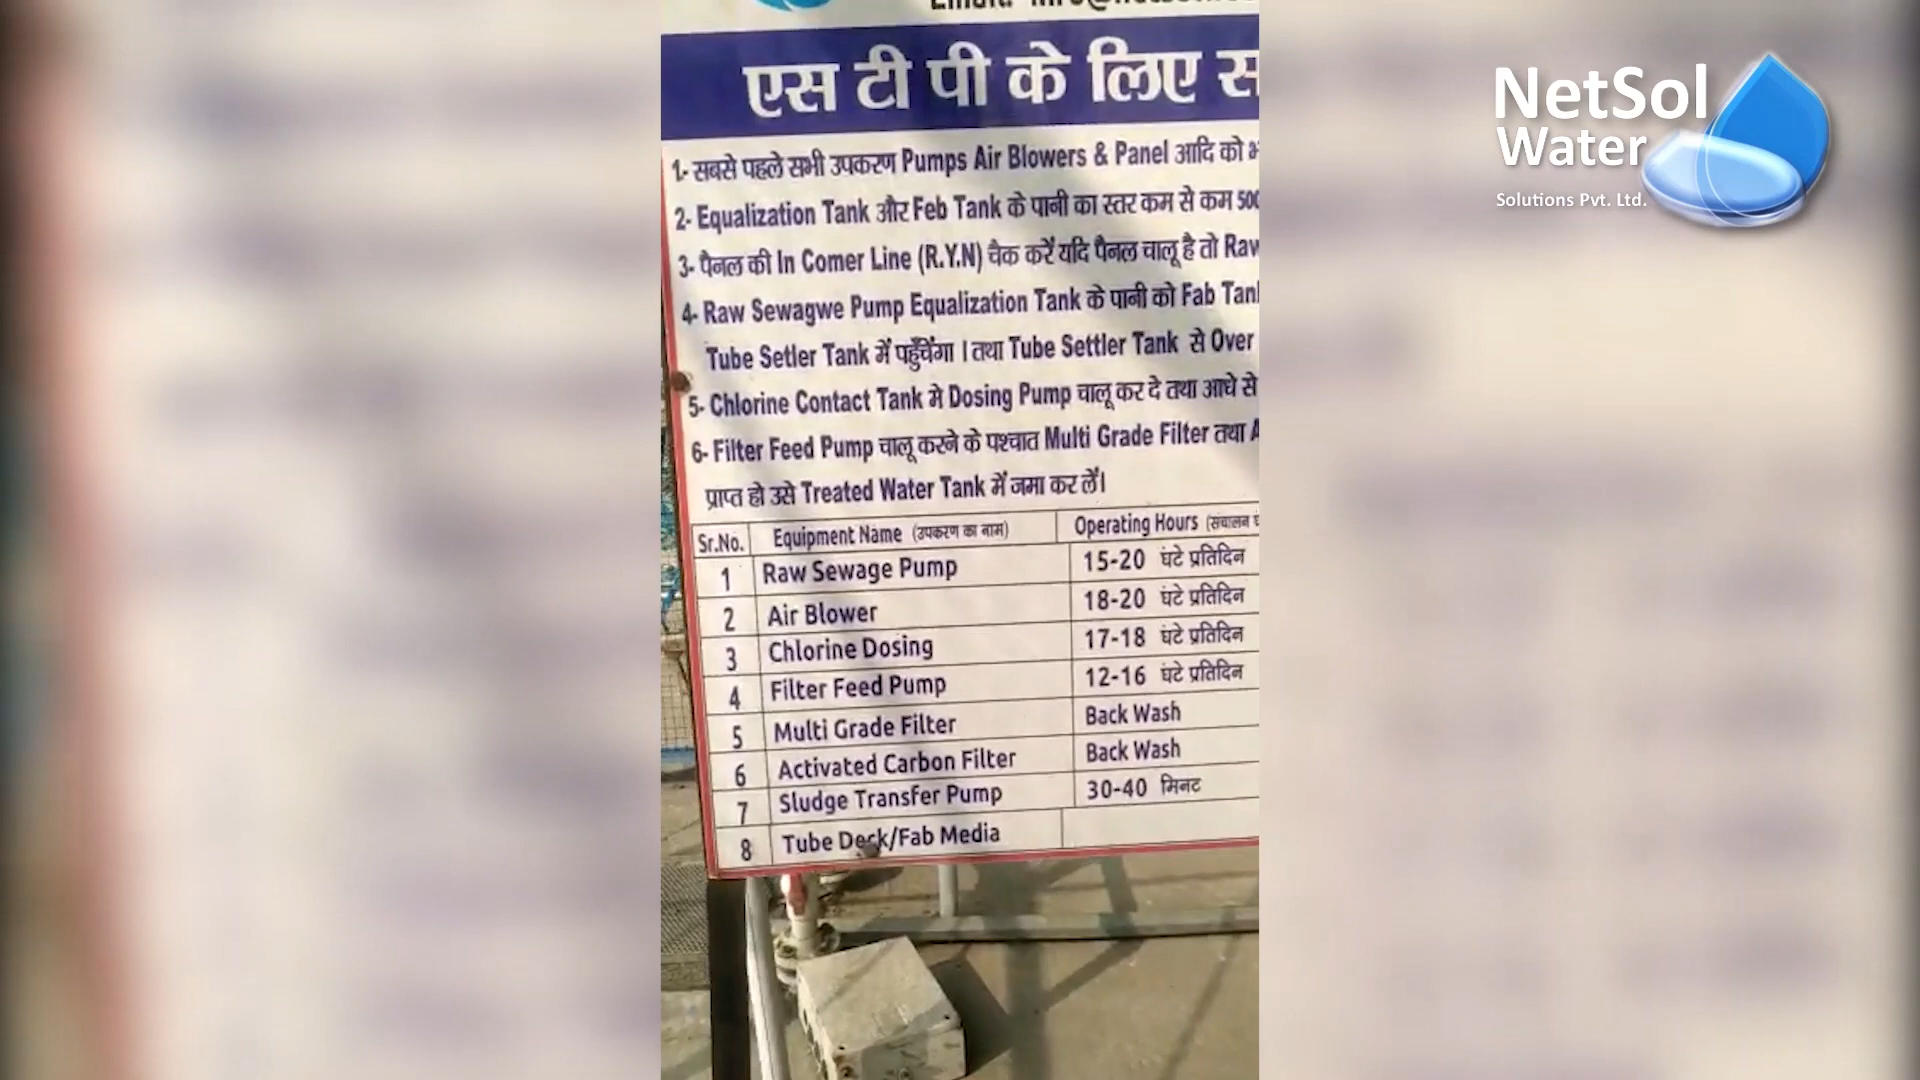 एस टी पी के लिए
1- सबसे पहले सभी उपकरण Pumps Air Blowers & Panel आदि को
2- Equalization Tank और Feb Tank के पानी का स्तर कम से कम 500
3- पैनल की In Comer Line (R.Y.N) चैक करें यदि पैनल चालू है तो Raw
4- Raw Sewagwe Pump Equalization Tank के पानी को Fab
Tube Setler Tank में पहुँचेंगा । तथा Tube Settler Tank से Over
5- Chlorine Contact Tank मे Dosing Pump चालू कर दे तथा आधे से
6- Filter Feed Pump चालू करने के पश्चात Multi Grade Filter तथा
प्राप्त हो उसे Treated Water Tank में जमा कर लें।
Sr.No. Equipment Name (उपकरण का नाम) Operating Hours (संचालन
1 Raw Sewage Pump 15-20 घंटे प्रतिदिन
2 Air Blower 18-20 घंटे प्रतिदिन
3 Chlorine Dosing 17-18 घंटे प्रतिदिन
4 Filter Feed Pump 12-16 घंटे प्रतिदिन
5 Multi Grade Filter Back Wash
6 Activated Carbon Filter Back Wash
7 Sludge Transfer Pump 30-40 मिनट
8 Tube Deck/Fab Media
NetSol
Water
Solutions Pvt. Ltd.